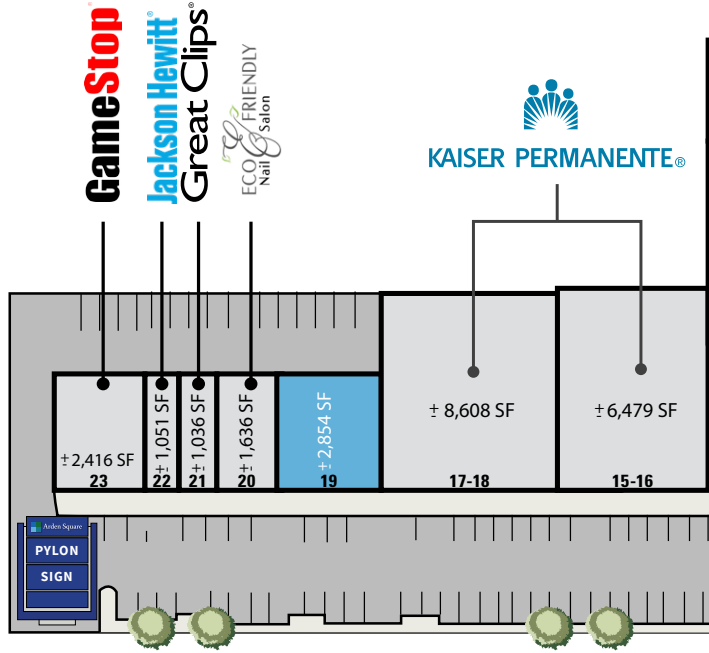 GameStop
Jackson Hewitt®
Great Clips®
ECO FRIENDLY
Nail Salon
KAISER PERMANENTE®
± 2,416 SF
23
± 1,051 SF
22
± 1,036 SF
21
± 1,636 SF
20
± 2,854 SF
19
± 8,608 SF
17-18
± 6,479 SF
15-16
Arden Square
PYLON
SIGN